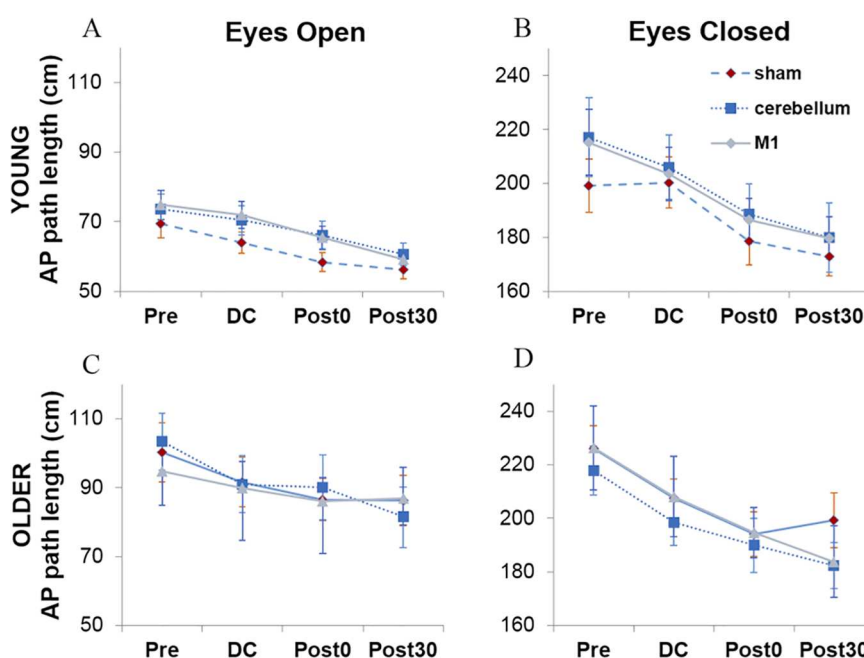 A
Eyes Open
B
Eyes Closed
YOUNG
AP path length (cm)
110
90
70
50
Pre DC Post0 Post30
240
220
200
180
160
sham
cerebellum
M1
Pre DC Post0 Post30
C
D
OLDER
AP path length (cm)
110
90
70
50
Pre DC Post0 Post30
240
220
200
180
160
Pre DC Post0 Post30